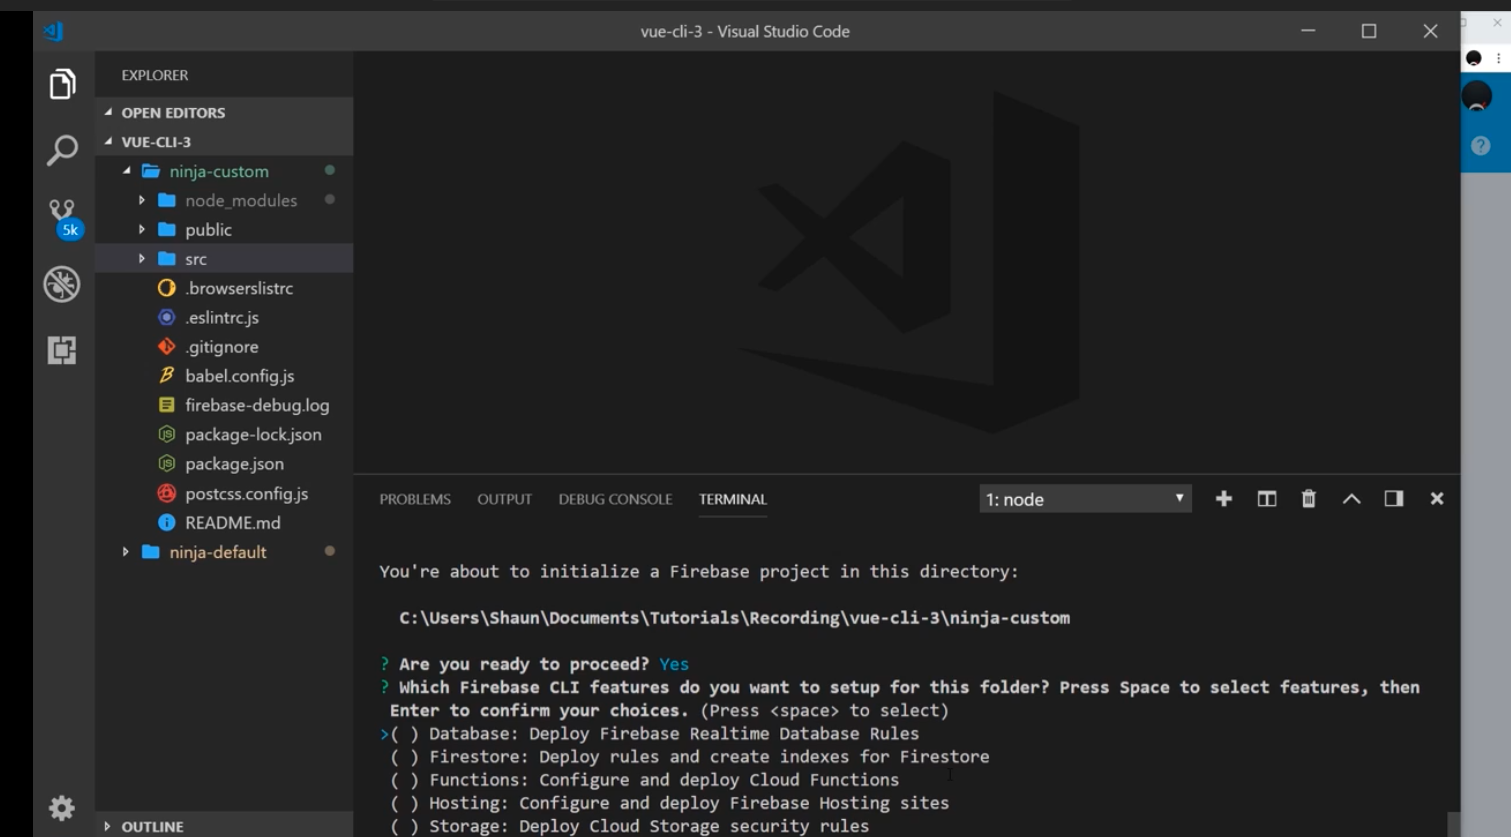 vue-cli-3 - Visual Studio Code
EXPLORER
OPEN EDITORS
VUE-CLI-3
ninja-custom
node_modules
public
src
.browserslistrc
.eslintrc.js
.gitignore
babel.config.js
firebase-debug.log
package-lock.json
package.json
postcss.config.js
README.md
ninja-default
OUTLINE
5k
PROBLEMS OUTPUT DEBUG CONSOLE TERMINAL 1: node
You're about to initialize a Firebase project in this directory:
C:\Users\Shaun\Documents\Tutorials\Recording\vue-cli-3\ninja-custom
? Are you ready to proceed? Yes
? Which Firebase CLI features do you want to setup for this folder? Press Space to select features, then
Enter to confirm your choices. (Press <space> to select)
>( ) Database: Deploy Firebase Realtime Database Rules
( ) Firestore: Deploy rules and create indexes for Firestore
( ) Functions: Configure and deploy Cloud Functions
( ) Hosting: Configure and deploy Firebase Hosting sites
( ) Storage: Deploy Cloud Storage security rules